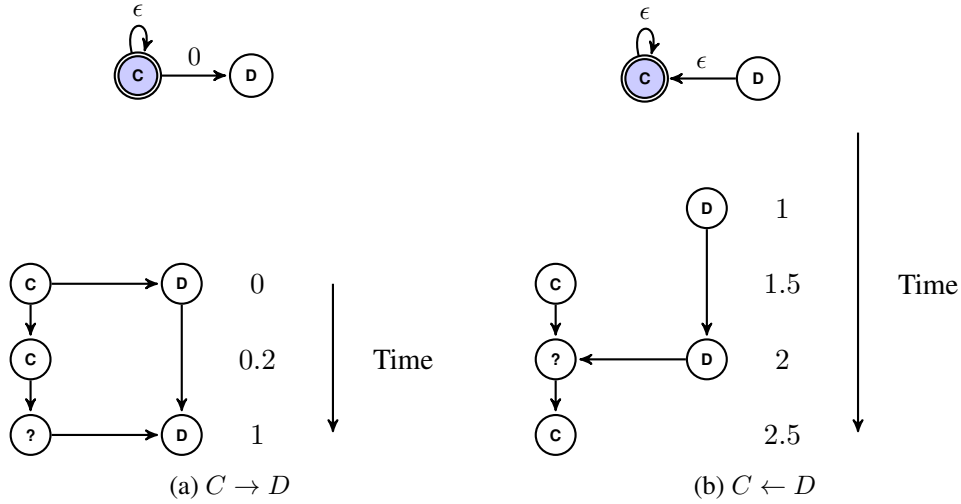 ϵ
0
C D
C D 0
C 0.2
? D 1
Time
(a) C → D
ϵ
ϵ
C D
D 1
C 1.5
? D 2
C 2.5
Time
(b) C ← D